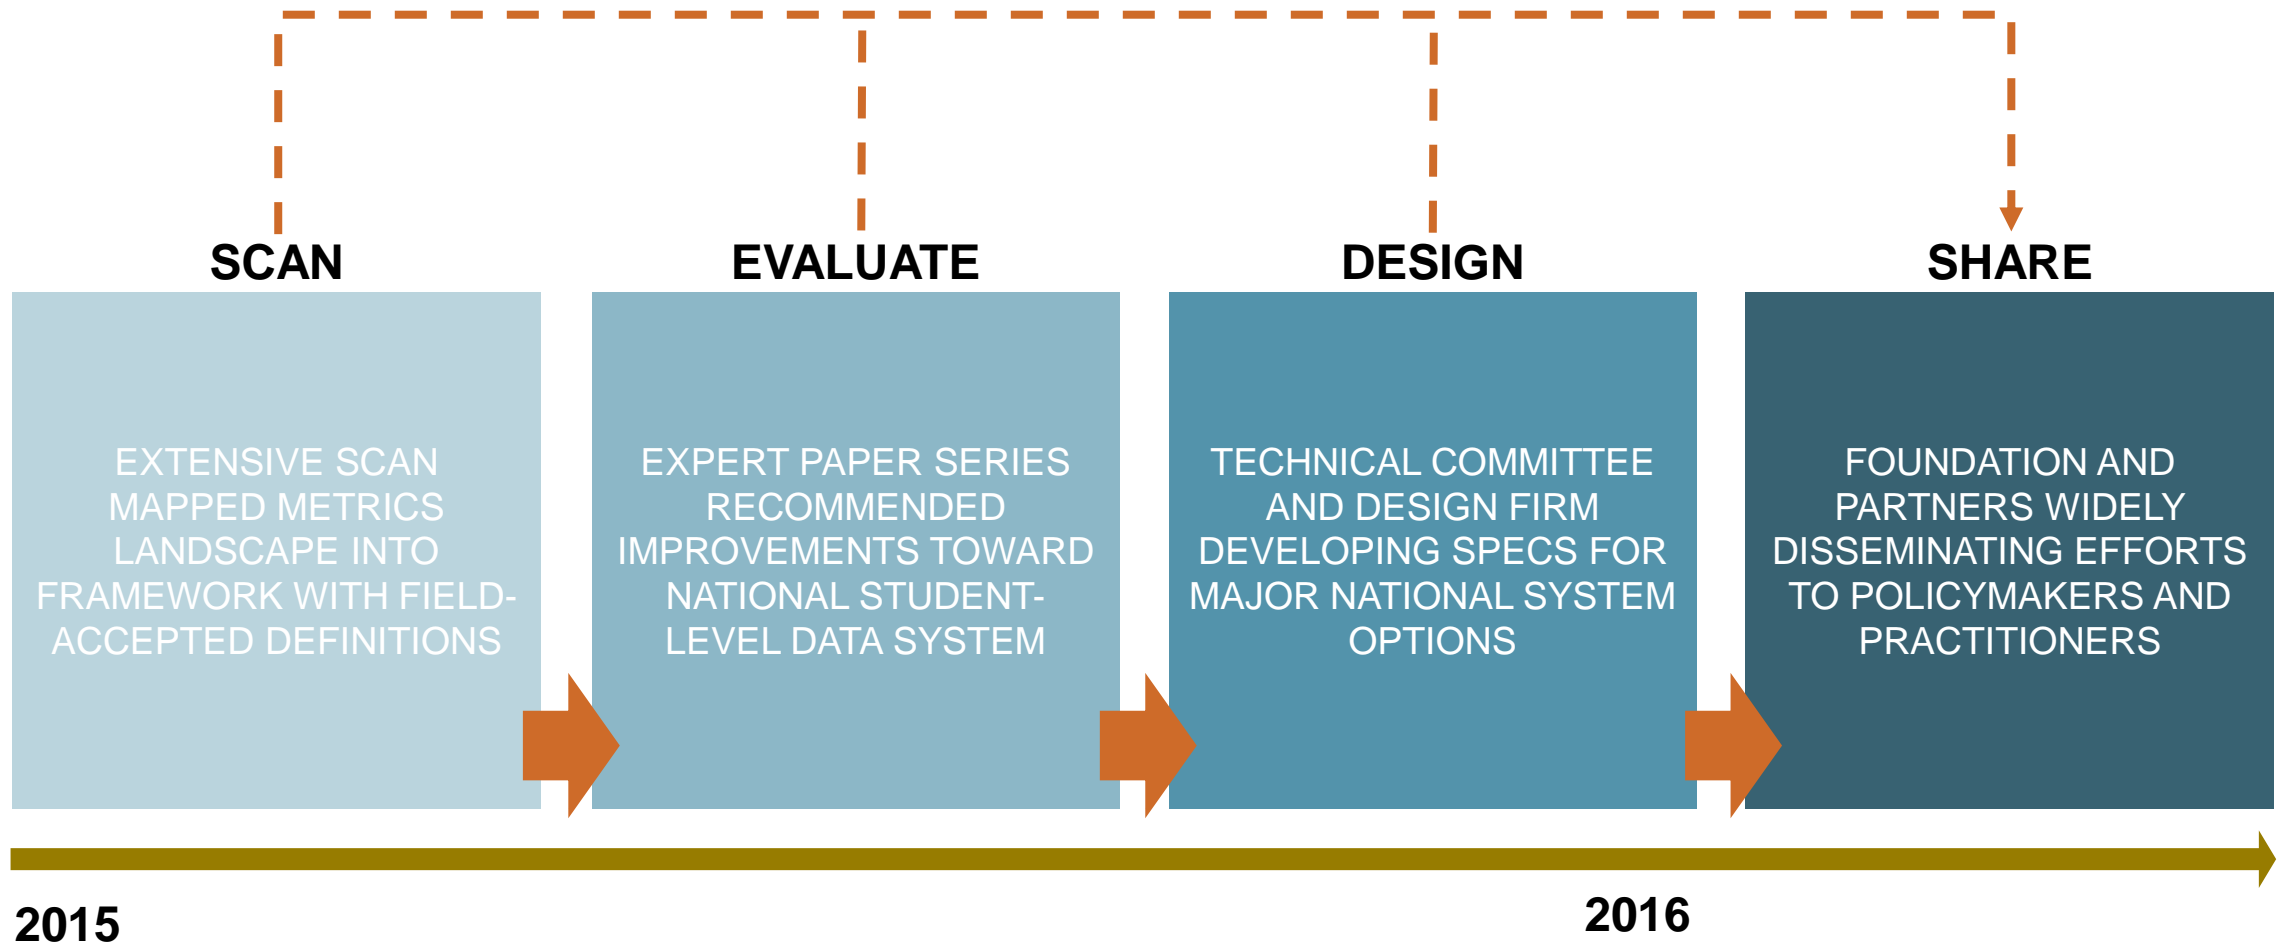 SCAN
EXTENSIVE SCAN
MAPPED METRICS
LANDSCAPE INTO
FRAMEWORK WITH FIELD-
ACCEPTED DEFINITIONS
EVALUATE
EXPERT PAPER SERIES
RECOMMENDED
IMPROVEMENTS TOWARD
NATIONAL STUDENT-
LEVEL DATA SYSTEM
DESIGN
TECHNICAL COMMITTEE
AND DESIGN FIRM
DEVELOPING SPECS FOR
MAJOR NATIONAL SYSTEM
OPTIONS
SHARE
FOUNDATION AND
PARTNERS WIDELY
DISSEMINATING EFFORTS
TO POLICYMAKERS AND
PRACTITIONERS
2015
2016